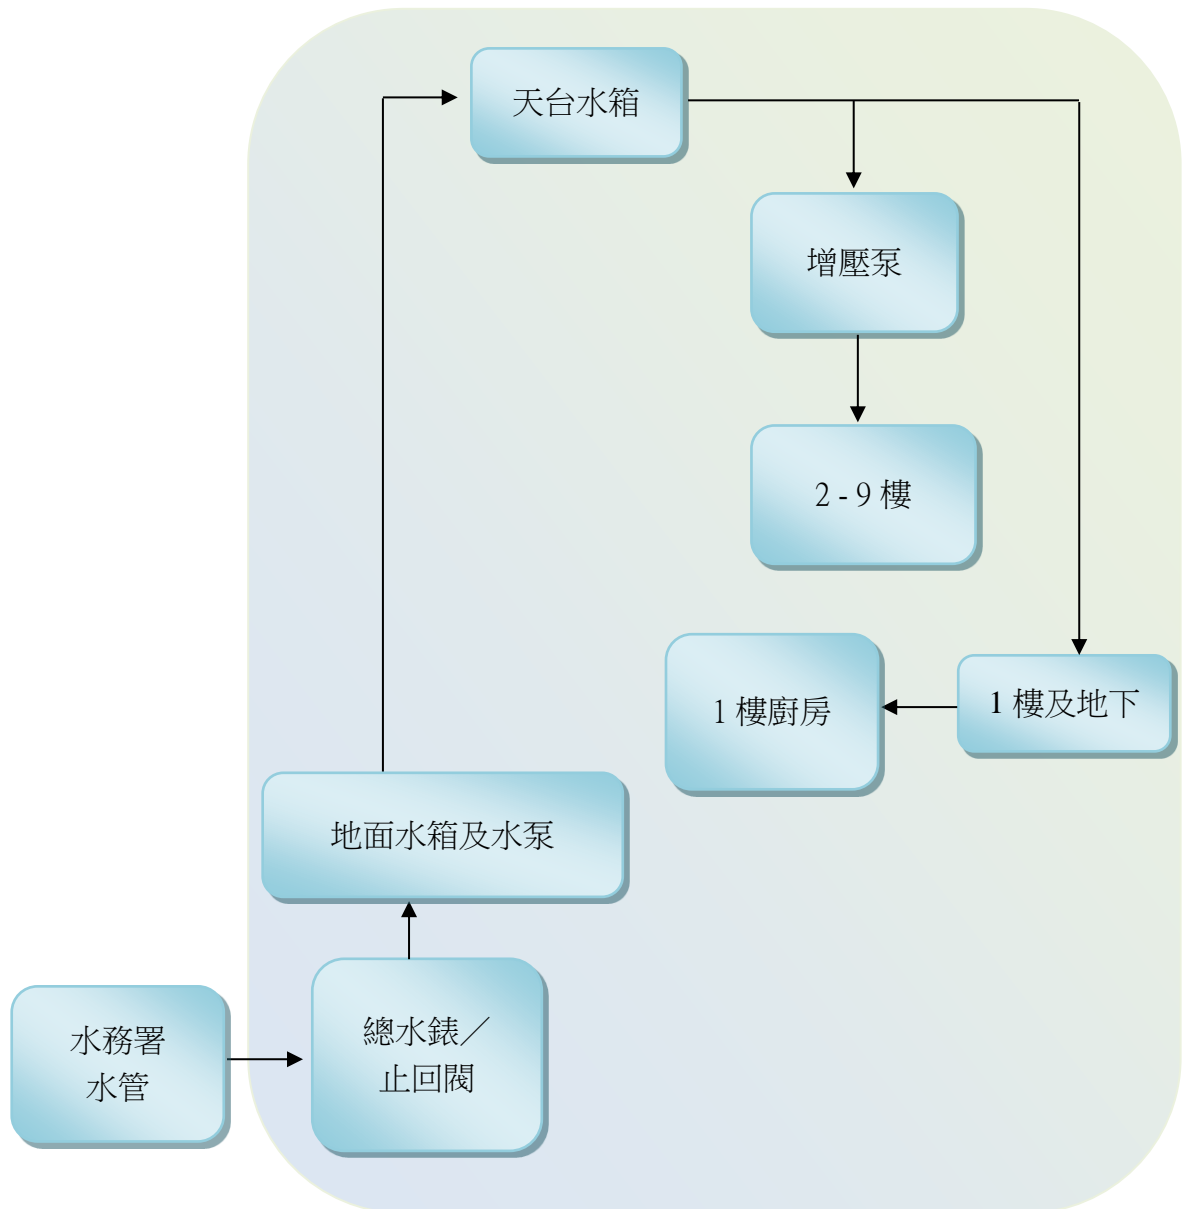 天台水箱
增壓泵
2 - 9 樓
1 樓廚房
1 樓及地下
地面水箱及水泵
總水錶／
止回閥
水務署
水管